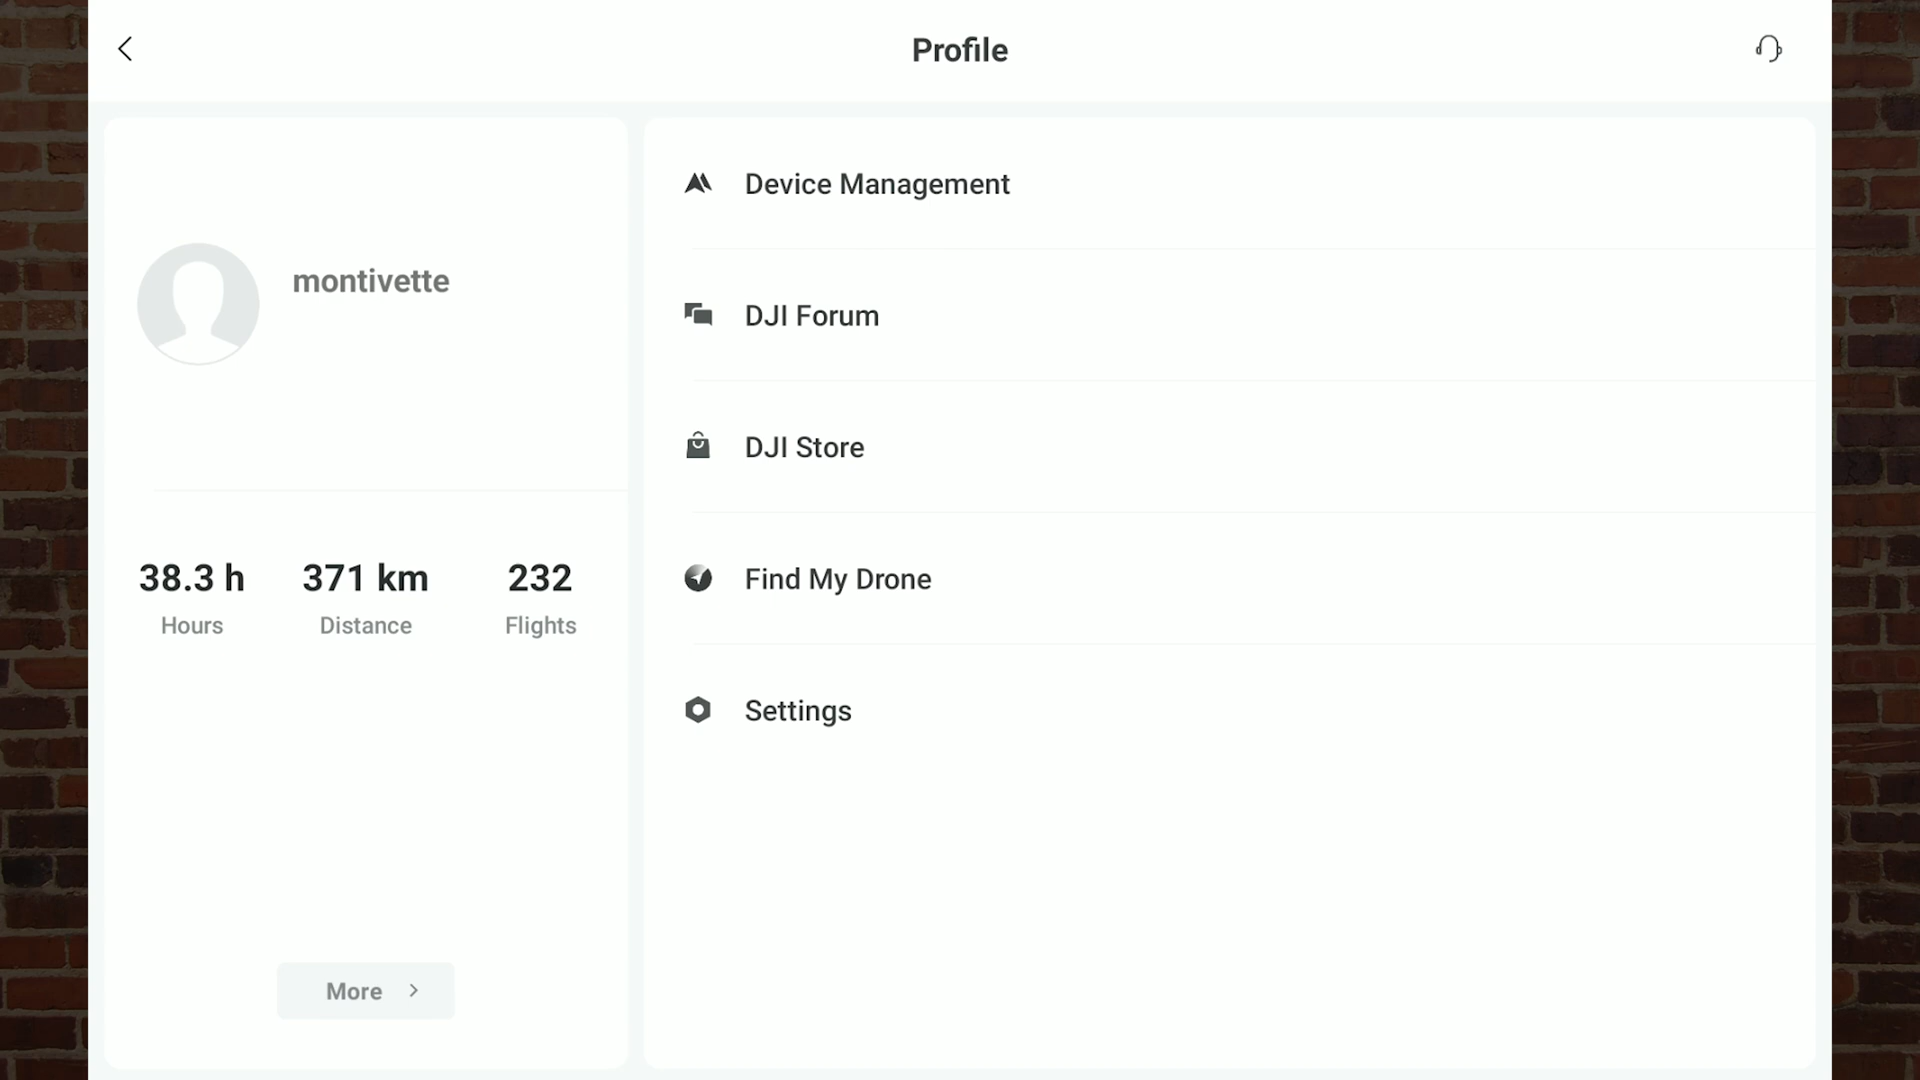 Profile
montivette
38.3 h
Hours
371 km
Distance
232
Flights
More
Device Management
DJI Forum
DJI Store
Find My Drone
Settings